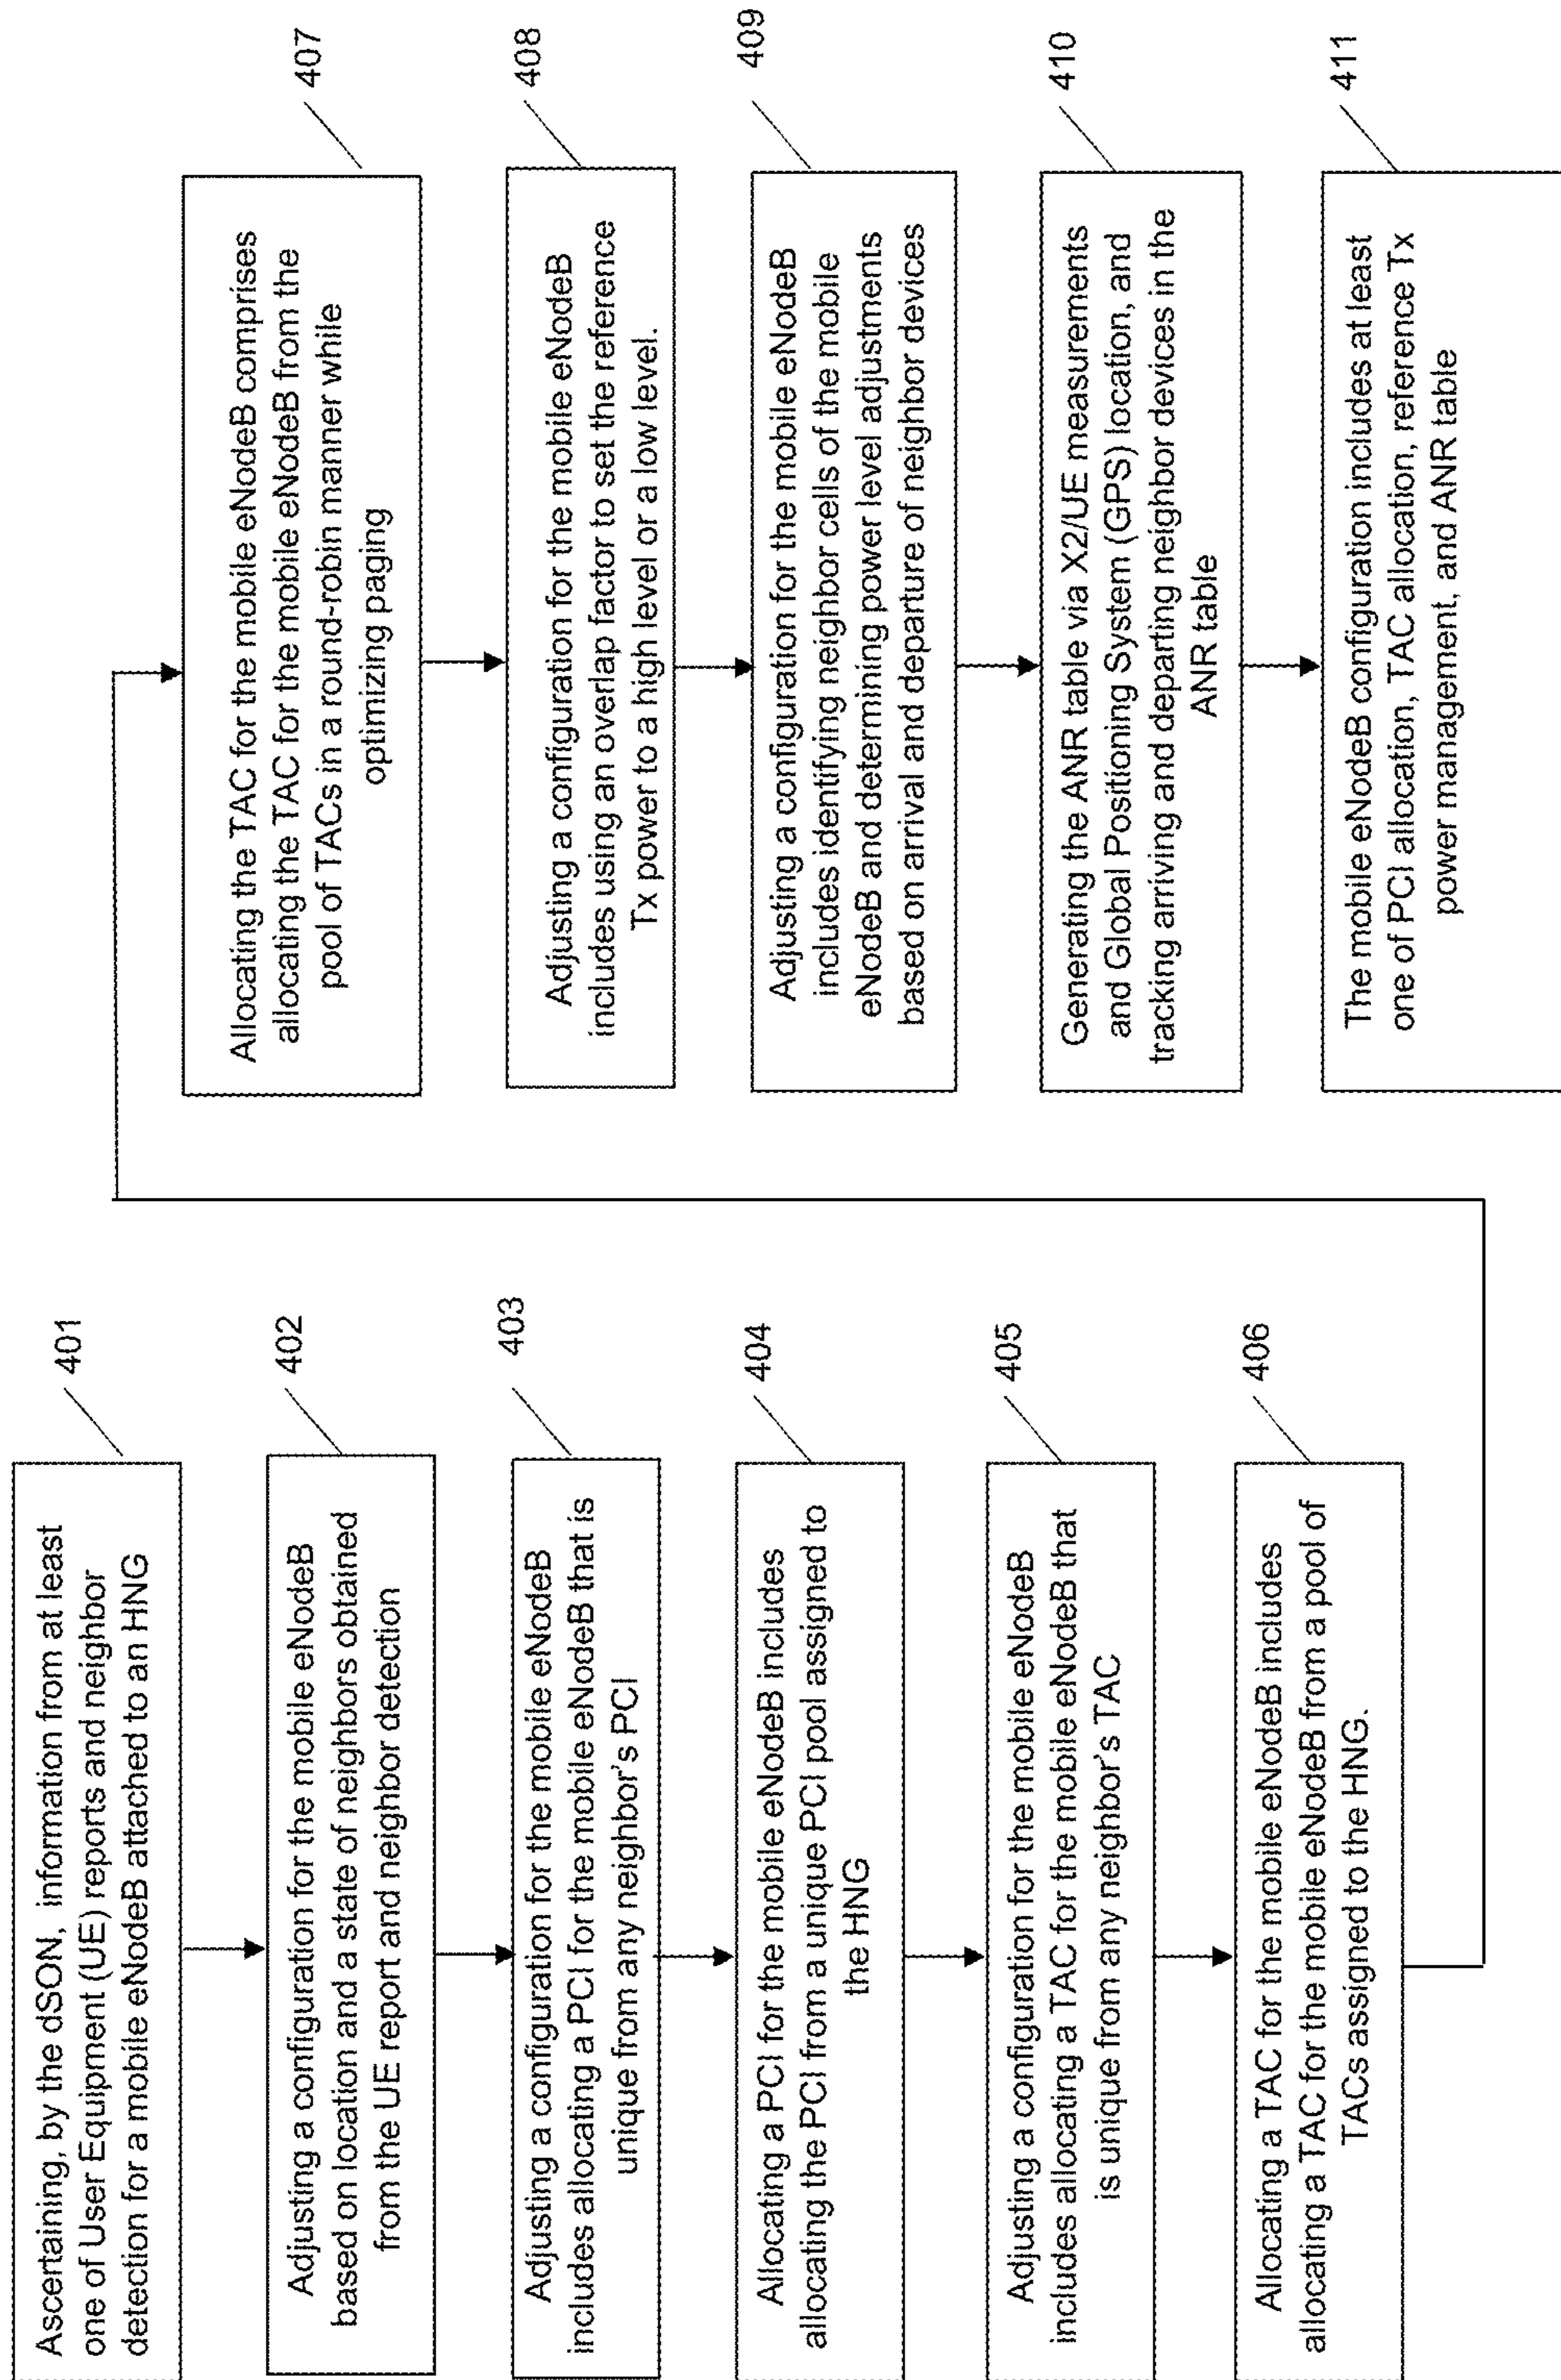 401
Ascertaining, by the dSON, information from at least
one of User Equipment (UE) reports and neighbor
detection for a mobile eNodeB attached to an HNG
402
Adjusting a configuration for the mobile eNodeB
based on location and a state of neighbors obtained
from the UE report and neighbor detection
403
Adjusting a configuration for the mobile eNodeB
includes allocating a PCI for the mobile eNodeB that is
unique from any neighbor's PCI
404
Allocating a PCI for the mobile eNodeB includes
allocating the PCI from a unique PCI pool assigned to
the HNG
405
Adjusting a configuration for the mobile eNodeB
includes allocating a TAC for the mobile eNodeB that
is unique from any neighbor's TAC
406
Allocating a TAC for the mobile eNodeB includes
allocating a TAC for the mobile eNodeB from a pool of
TACs assigned to the HNG.
407
Allocating the TAC for the mobile eNodeB comprises
allocating the TAC for the mobile eNodeB from the
pool of TACs in a round-robin manner while
optimizing paging
408
Adjusting a configuration for the mobile eNodeB
includes using an overlap factor to set the reference
Tx power to a high level or a low level.
409
Adjusting a configuration for the mobile eNodeB
includes identifying neighbor cells of the mobile
eNodeB and determining power level adjustments
based on arrival and departure of neighbor devices
410
Generating the ANR table via X2/UE measurements
and Global Positioning System (GPS) location, and
tracking arriving and departing neighbor devices in the
ANR table
411
The mobile eNodeB configuration includes at least
one of PCI allocation, TAC allocation, reference Tx
power management, and ANR table